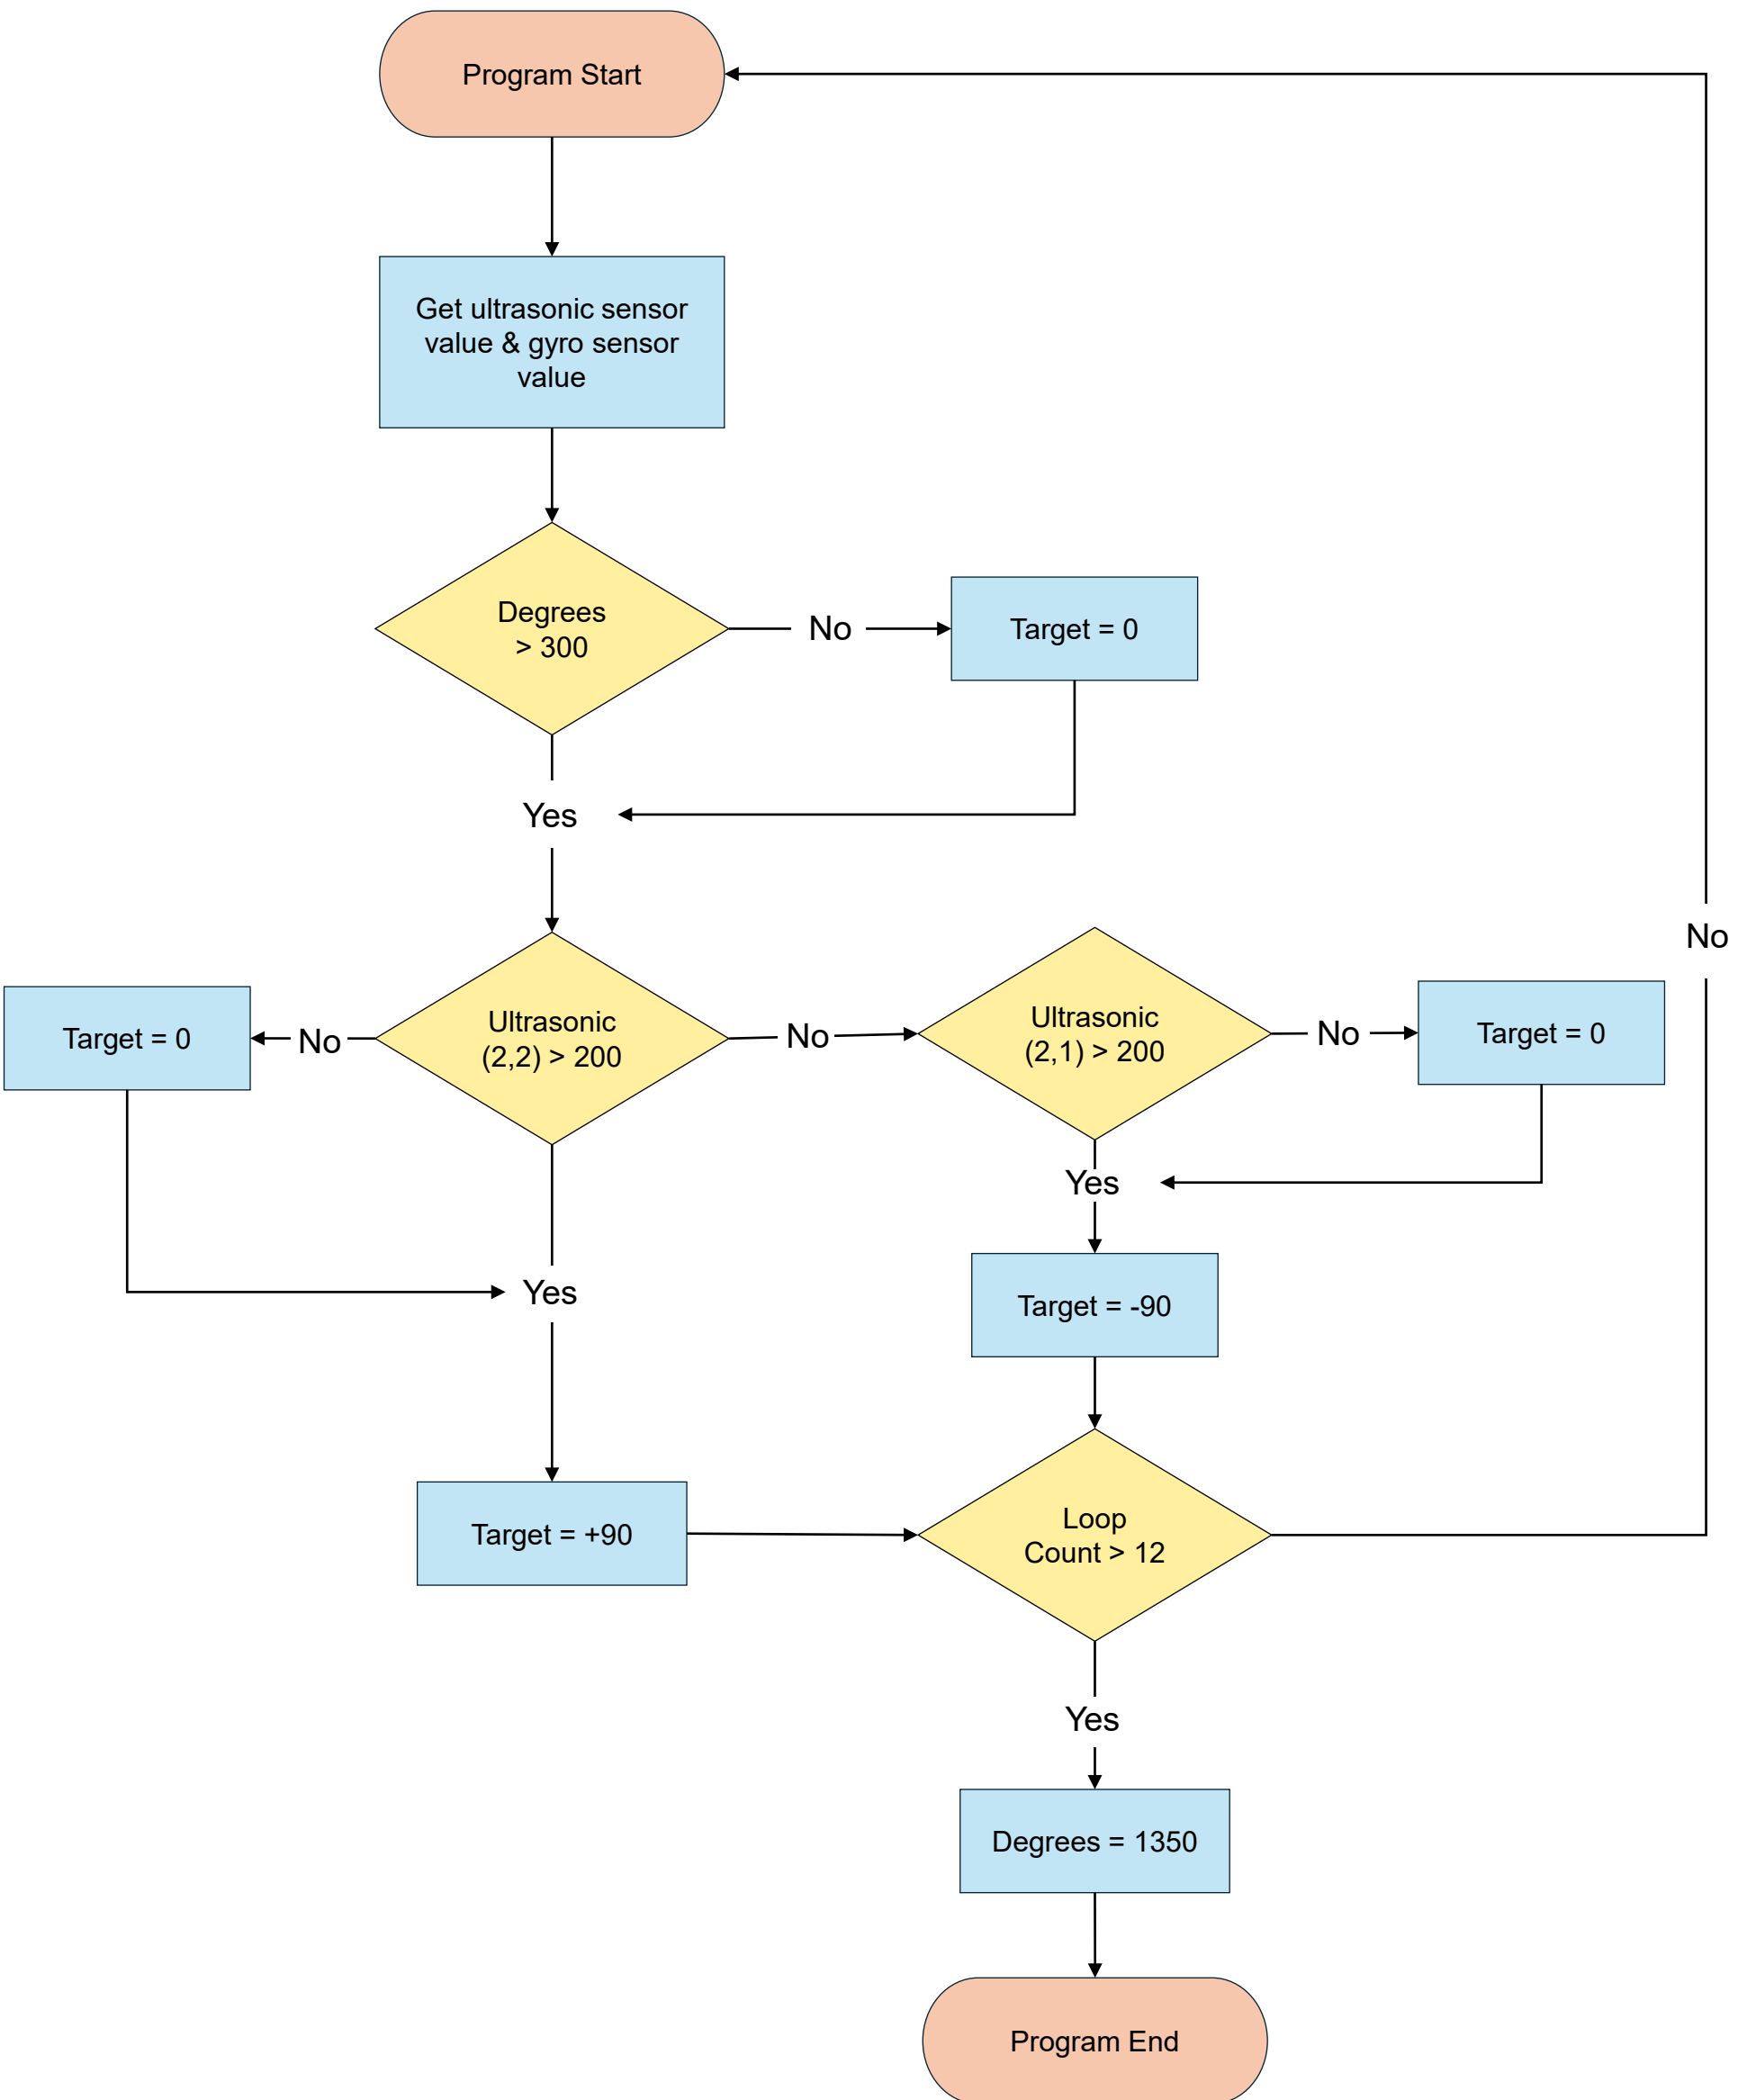 Program Start
Get ultrasonic sensor
value & gyro sensor
value
Degrees
> 300
No
Target = 0
Yes
No
Target = 0
No
Ultrasonic
(2,2) > 200
No
Ultrasonic
(2,1) > 200
No
Target = 0
Yes
Yes
Target = -90
Target = +90
Loop
Count > 12
Yes
Degrees = 1350
Program End